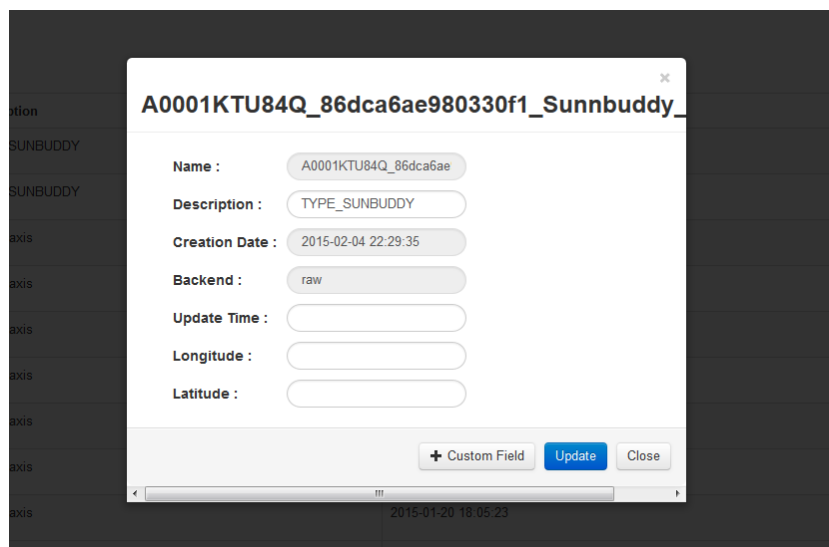 ption
×
A0001KTU84Q_86dca6ae980330f1_Sunnbuddy_
SUNBUDDY
Name :
A0001KTU84Q_86dca6ae
SUNBUDDY
Description :
TYPE_SUNBUDDY
axis
Creation Date :
2015-02-04 22:29:35
axis
Backend :
raw
axis
Update Time :
Longitude :
axis
Latitude :
axis
axis
+ Custom Field
Update
Close
axis
2015-01-20 18:05:23